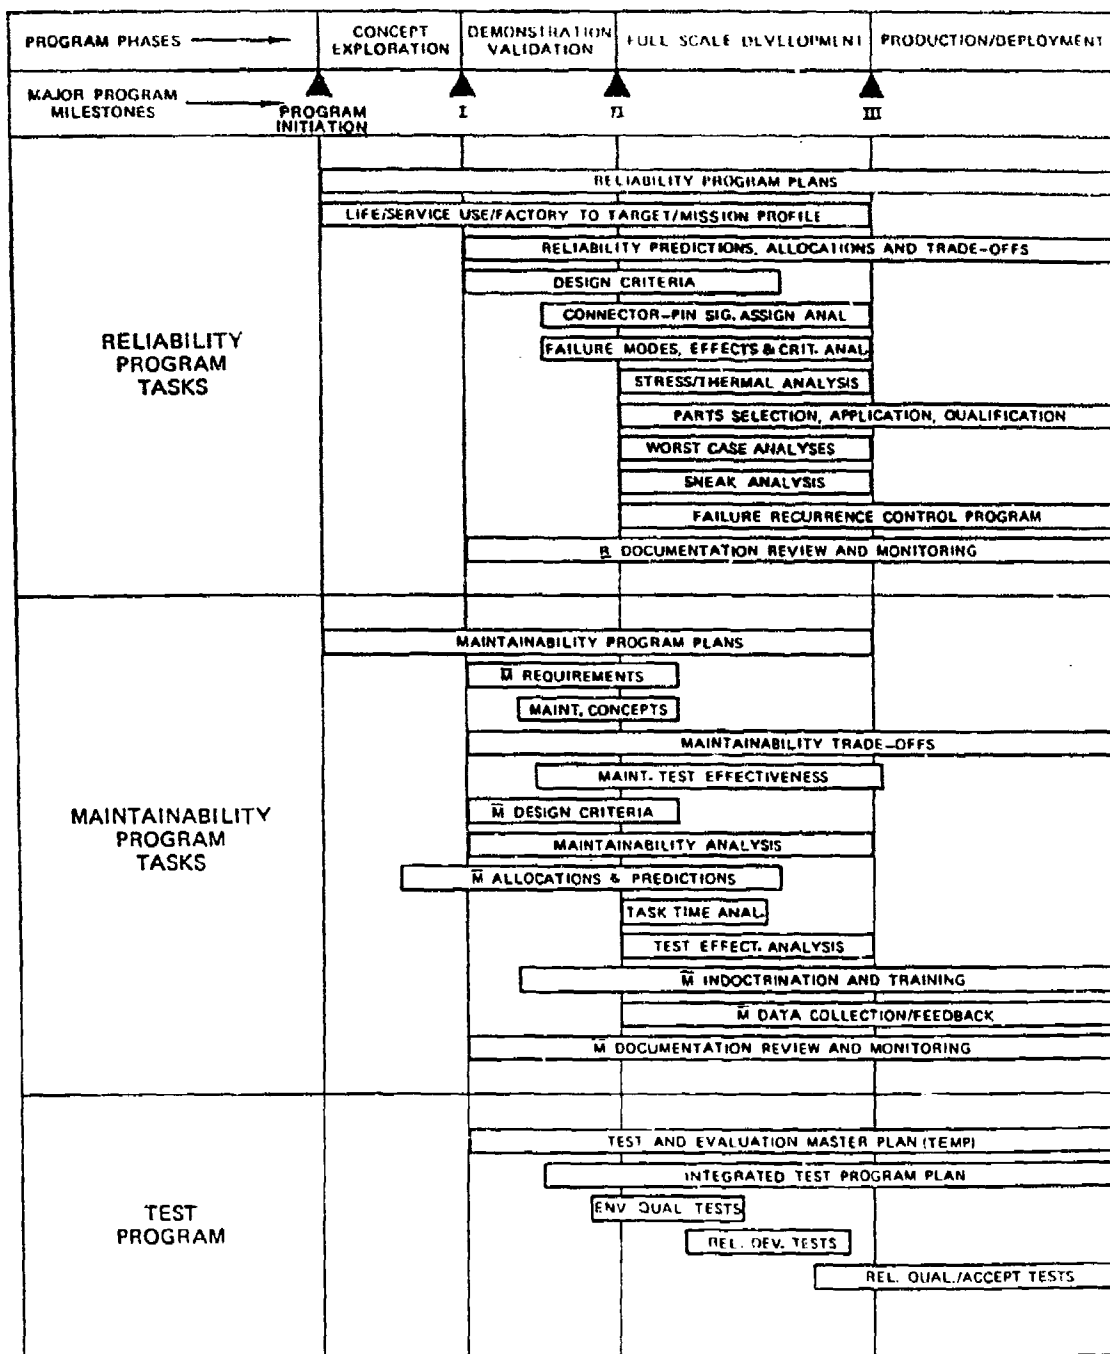 PROGRAM PHASES
CONCEPT
EXPLORATION
DEMONSTRATION
VALIDATION
FULL SCALE DEVELOPMENT
PRODUCTION/DEPLOYMENT
MAJOR PROGRAM
MILESTONES
PROGRAM
INITIATION
I
II
III
RELIABILITY
PROGRAM
TASKS
RELIABILITY PROGRAM PLANS
LIFE/SERVICE USE/FACTORY TO TARGET/MISSION PROFILE
RELIABILITY PREDICTIONS, ALLOCATIONS AND TRADE-OFFS
DESIGN CRITERIA
CONNECTOR-PIN SIG. ASSIGN ANAL
FAILURE MODES, EFFECTS & CRIT. ANAL
STRESS/THERMAL ANALYSIS
PARTS SELECTION, APPLICATION, QUALIFICATION
WORST CASE ANALYSES
SNEAK ANALYSIS
FAILURE RECURRENCE CONTROL PROGRAM
R DOCUMENTATION REVIEW AND MONITORING
MAINTAINABILITY
PROGRAM
TASKS
MAINTAINABILITY PROGRAM PLANS
M̅ REQUIREMENTS
MAINT. CONCEPTS
MAINTAINABILITY TRADE-OFFS
MAINT. TEST EFFECTIVENESS
M̅ DESIGN CRITERIA
MAINTAINABILITY ANALYSIS
M̅ ALLOCATIONS & PREDICTIONS
TASK TIME ANAL.
TEST EFFECT. ANALYSIS
M̅ INDOCTRINATION AND TRAINING
M̅ DATA COLLECTION/FEEDBACK
M̅ DOCUMENTATION REVIEW AND MONITORING
TEST
PROGRAM
TEST AND EVALUATION MASTER PLAN (TEMP)
INTEGRATED TEST PROGRAM PLAN
ENV QUAL TESTS
REL. DEV. TESTS
REL. QUAL./ACCEPT TESTS